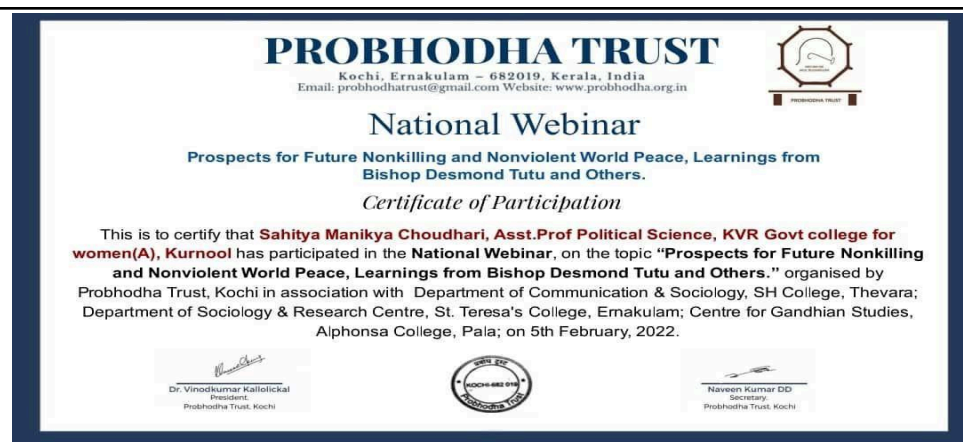 PROBHODHA TRUST
Kochi, Ernakulam – 682019, Kerala, India
Email: probhodhatrust@gmail.com Website: www.probhodha.org.in
PROBHODHA TRUST
National Webinar
Prospects for Future Nonkilling and Nonviolent World Peace, Learnings from
Bishop Desmond Tutu and Others.
Certificate of Participation
This is to certify that Sahitya Manikya Choudhari, Asst.Prof Political Science, KVR Govt college for
women(A), Kurnool has participated in the National Webinar, on the topic “Prospects for Future Nonkilling
and Nonviolent World Peace, Learnings from Bishop Desmond Tutu and Others.” organised by
Probhodha Trust, Kochi in association with Department of Communication & Sociology, SH College, Thevara;
Department of Sociology & Research Centre, St. Teresa's College, Ernakulam; Centre for Gandhian Studies,
Alphonsa College, Pala; on 5th February, 2022.
Dr. Vinodkumar Kallolickal
President.
Probhodha Trust, Kochi
KOCHI-682 019
Probhodha Trust
Naveen Kumar DD
Secretary.
Probhodha Trust, Kochi